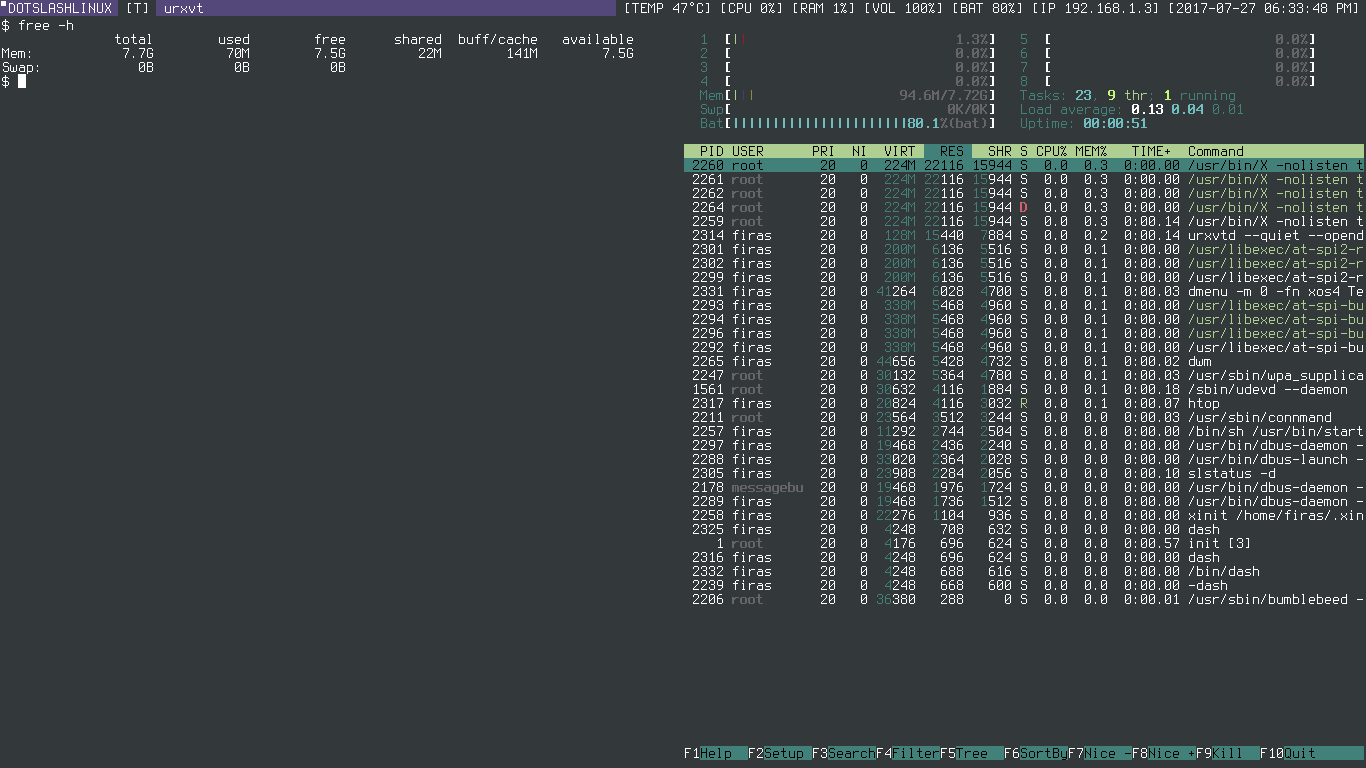 DOTSLASHLINUX [T] urxvt [TEMP 47°C] [CPU 0%] [RAM 1%] [VOL 100%] [BAT 80%] [IP 192.168.1.3] [2017-07-27 06:33:48 PM]
$ free -h
total used free shared buff/cache available
Mem: 7.7G 70M 7.5G 22M 141M 7.5G
Swap: 0B 0B 0B
$
1 [|| 1.3%] 5 [ 0.0%]
2 [ 0.0%] 6 [ 0.0%]
3 [ 0.0%] 7 [ 0.0%]
4 [ 0.0%] 8 [ 0.0%]
Mem[||| 94.6M/7.72G] Tasks: 23, 9 thr; 1 running
Swp[ 0K/0K] Load average: 0.13 0.04 0.01
Bat[||||||||||||||||||||||80.1%(bat)] Uptime: 00:00:51
PID USER PRI NI VIRT RES SHR S CPU% MEM% TIME+ Command
2260 root 20 0 224M 22116 15944 S 0.0 0.3 0:00.00 /usr/bin/X -nolisten t
2261 root 20 0 224M 22116 15944 S 0.0 0.3 0:00.00 /usr/bin/X -nolisten t
2262 root 20 0 224M 22116 15944 S 0.0 0.3 0:00.00 /usr/bin/X -nolisten t
2264 root 20 0 224M 22116 15944 D 0.0 0.3 0:00.00 /usr/bin/X -nolisten t
2259 root 20 0 224M 22116 15944 S 0.0 0.3 0:00.14 /usr/bin/X -nolisten t
2314 firas 20 0 128M 15440 7884 S 0.0 0.2 0:00.14 urxvtd --quiet --opend
2301 firas 20 0 200M 6136 5516 S 0.0 0.1 0:00.00 /usr/libexec/at-spi2-r
2302 firas 20 0 200M 6136 5516 S 0.0 0.1 0:00.00 /usr/libexec/at-spi2-r
2299 firas 20 0 200M 6136 5516 S 0.0 0.1 0:00.00 /usr/libexec/at-spi2-r
2331 firas 20 0 41264 6028 4700 S 0.0 0.1 0:00.03 dmenu -m 0 -fn xos4 Te
2293 firas 20 0 338M 5468 4960 S 0.0 0.1 0:00.00 /usr/libexec/at-spi-bu
2294 firas 20 0 338M 5468 4960 S 0.0 0.1 0:00.00 /usr/libexec/at-spi-bu
2296 firas 20 0 338M 5468 4960 S 0.0 0.1 0:00.00 /usr/libexec/at-spi-bu
2292 firas 20 0 338M 5468 4960 S 0.0 0.1 0:00.00 /usr/libexec/at-spi-bu
2265 firas 20 0 44656 5428 4732 S 0.0 0.1 0:00.02 dwm
2247 root 20 0 30132 5364 4780 S 0.0 0.1 0:00.03 /usr/sbin/wpa_supplica
1561 root 20 0 30632 4116 1884 S 0.0 0.1 0:00.18 /sbin/udevd --daemon
2317 firas 20 0 20824 4116 3032 R 0.0 0.1 0:00.07 htop
2211 root 20 0 23564 3512 3244 S 0.0 0.0 0:00.03 /usr/sbin/connmand
2257 firas 20 0 11292 2744 2504 S 0.0 0.0 0:00.00 /bin/sh /usr/bin/start
2297 firas 20 0 19468 2436 2240 S 0.0 0.0 0:00.00 /usr/bin/dbus-daemon -
2288 firas 20 0 33020 2364 2028 S 0.0 0.0 0:00.00 /usr/bin/dbus-launch -
2305 firas 20 0 23908 2284 2056 S 0.0 0.0 0:00.10 slstatus -d
2178 messagebu 20 0 19468 1976 1724 S 0.0 0.0 0:00.00 /usr/bin/dbus-daemon -
2289 firas 20 0 19468 1736 1512 S 0.0 0.0 0:00.00 /usr/bin/dbus-daemon -
2258 firas 20 0 22276 1104 936 S 0.0 0.0 0:00.00 xinit /home/firas/.xin
2325 firas 20 0 4248 708 632 S 0.0 0.0 0:00.00 dash
1 root 20 0 4176 696 624 S 0.0 0.0 0:00.57 init [3]
2316 firas 20 0 4248 696 624 S 0.0 0.0 0:00.00 dash
2332 firas 20 0 4248 688 616 S 0.0 0.0 0:00.00 /bin/dash
2239 firas 20 0 4248 668 600 S 0.0 0.0 0:00.00 -dash
2206 root 20 0 36380 288 0 S 0.0 0.0 0:00.01 /usr/sbin/bumblebeed -
F1Help F2Setup F3SearchF4FilterF5Tree F6SortByF7Nice -F8Nice +F9Kill F10Quit